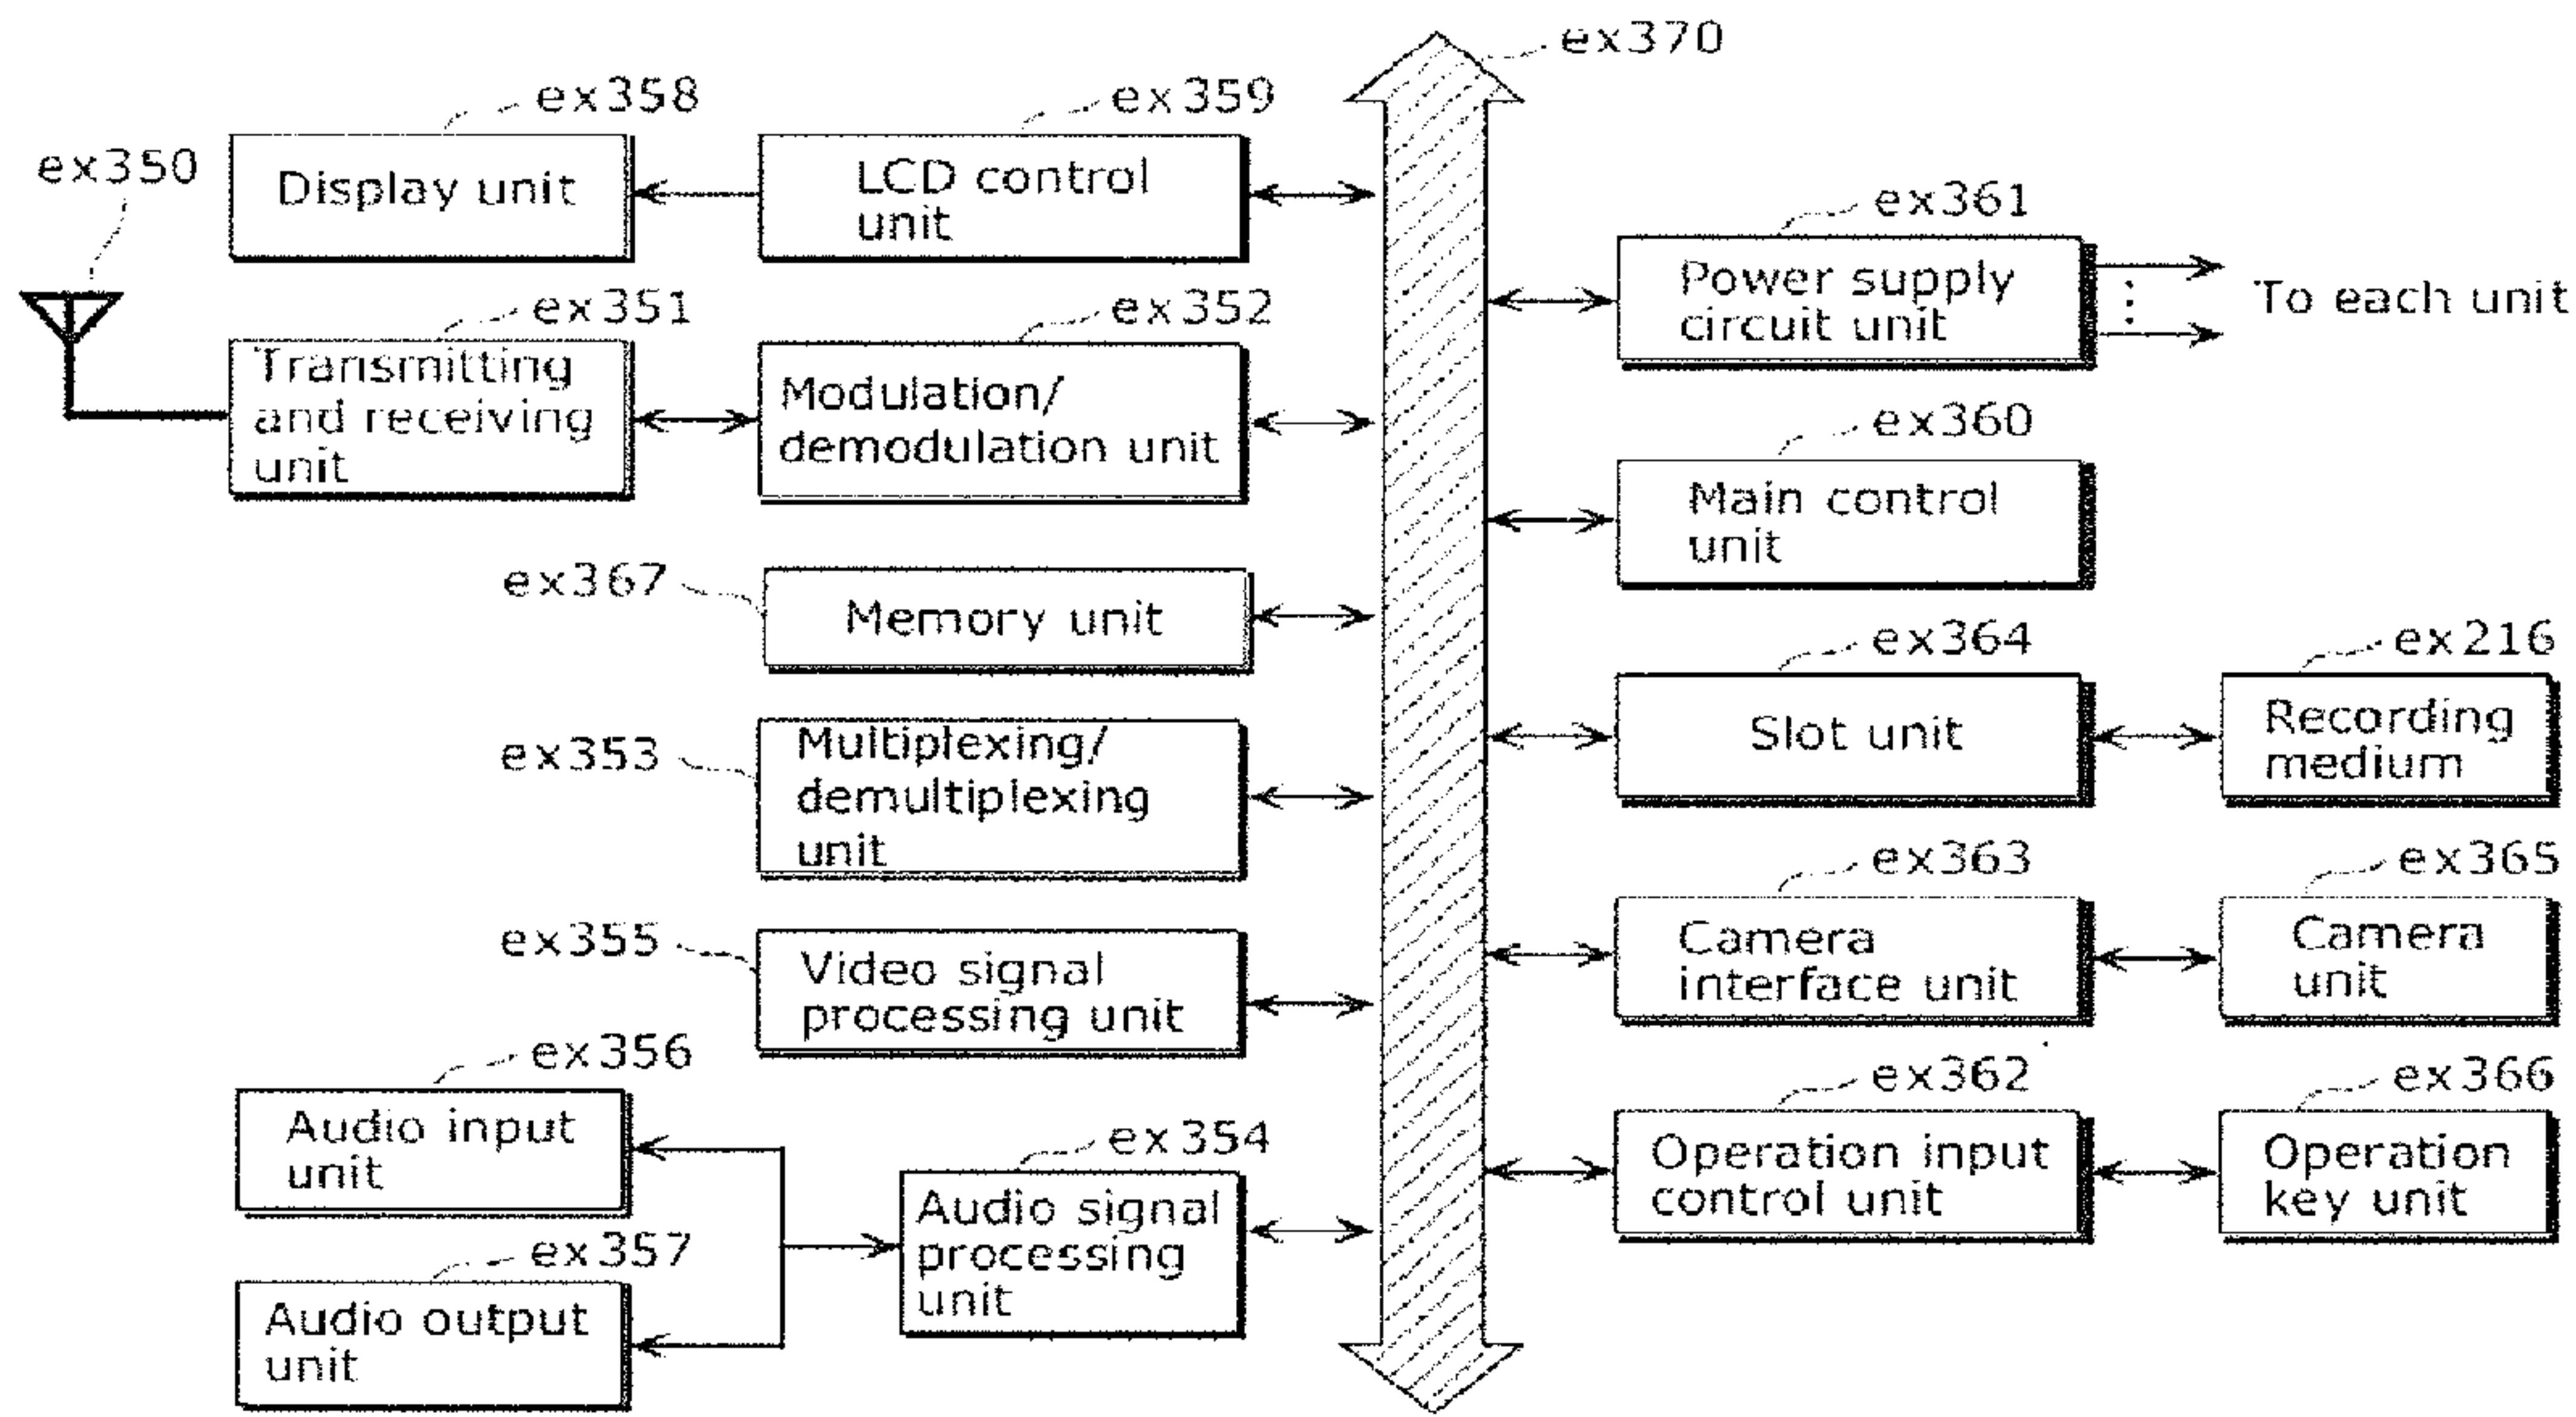 ex370
ex358
ex359
ex350
Display unit
LCD control
unit
ex361
Power supply
circuit unit
To each unit
ex351
ex352
Transmitting
and receiving
unit
Modulation/
demodulation unit
ex360
Main control
unit
ex367
Memory unit
ex364
ex216
Slot unit
Recording
medium
ex353
Multiplexing/
demultiplexing
unit
ex363
ex365
Camera
interface unit
Camera
unit
ex355
Video signal
processing unit
ex356
Audio input
unit
ex362
ex366
Operation input
control unit
Operation
key unit
ex354
Audio signal
processing
unit
ex357
Audio output
unit